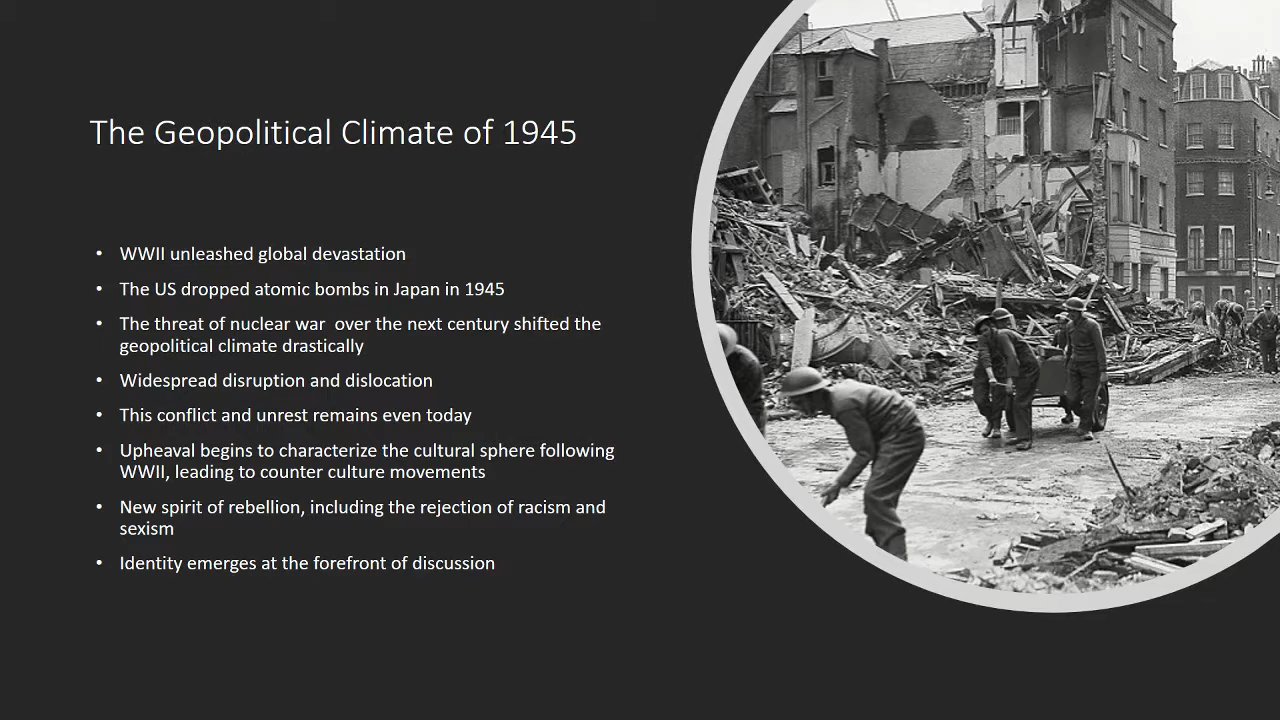 The Geopolitical Climate of 1945
• WWII unleashed global devastation
• The US dropped atomic bombs in Japan in 1945
• The threat of nuclear war  over the next century shifted the
geopolitical climate drastically
• Widespread disruption and dislocation
• This conflict and unrest remains even today
• Upheaval begins to characterize the cultural sphere following
WWII, leading to counter culture movements
• New spirit of rebellion, including the rejection of racism and
sexism
• Identity emerges at the forefront of discussion